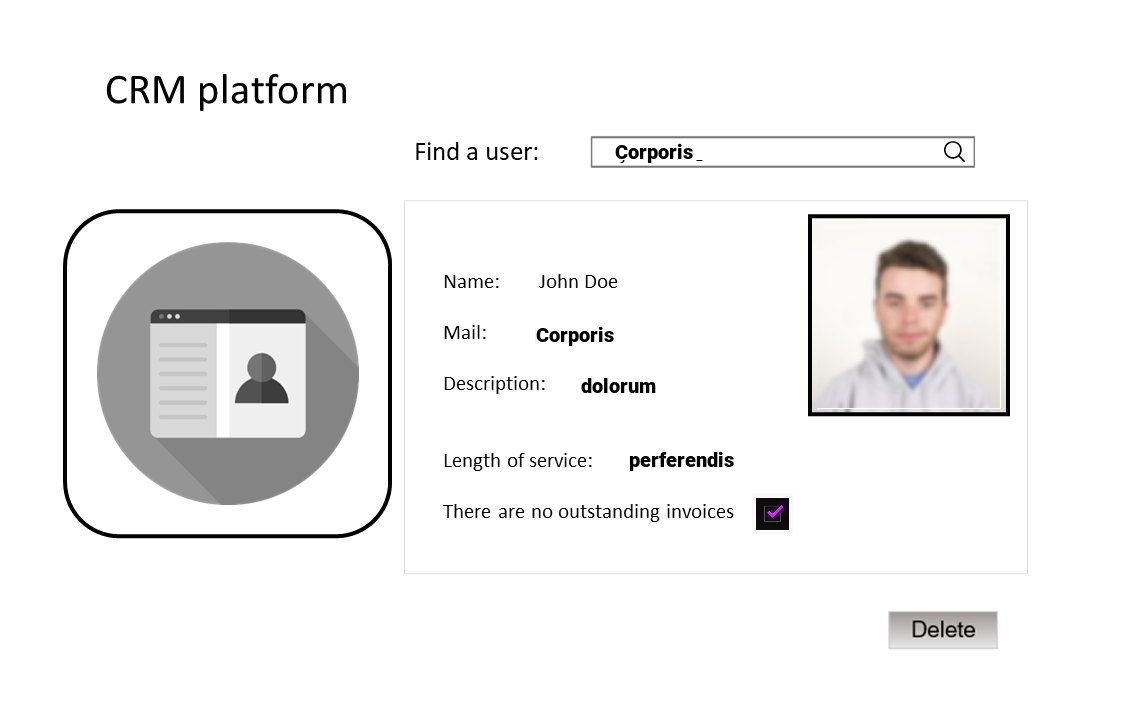 CRM platform
Find a user: Corporis_
Name: John Doe
Mail: Corporis
Description: dolorum
Length of service: perferendis
There are no outstanding invoices
Delete